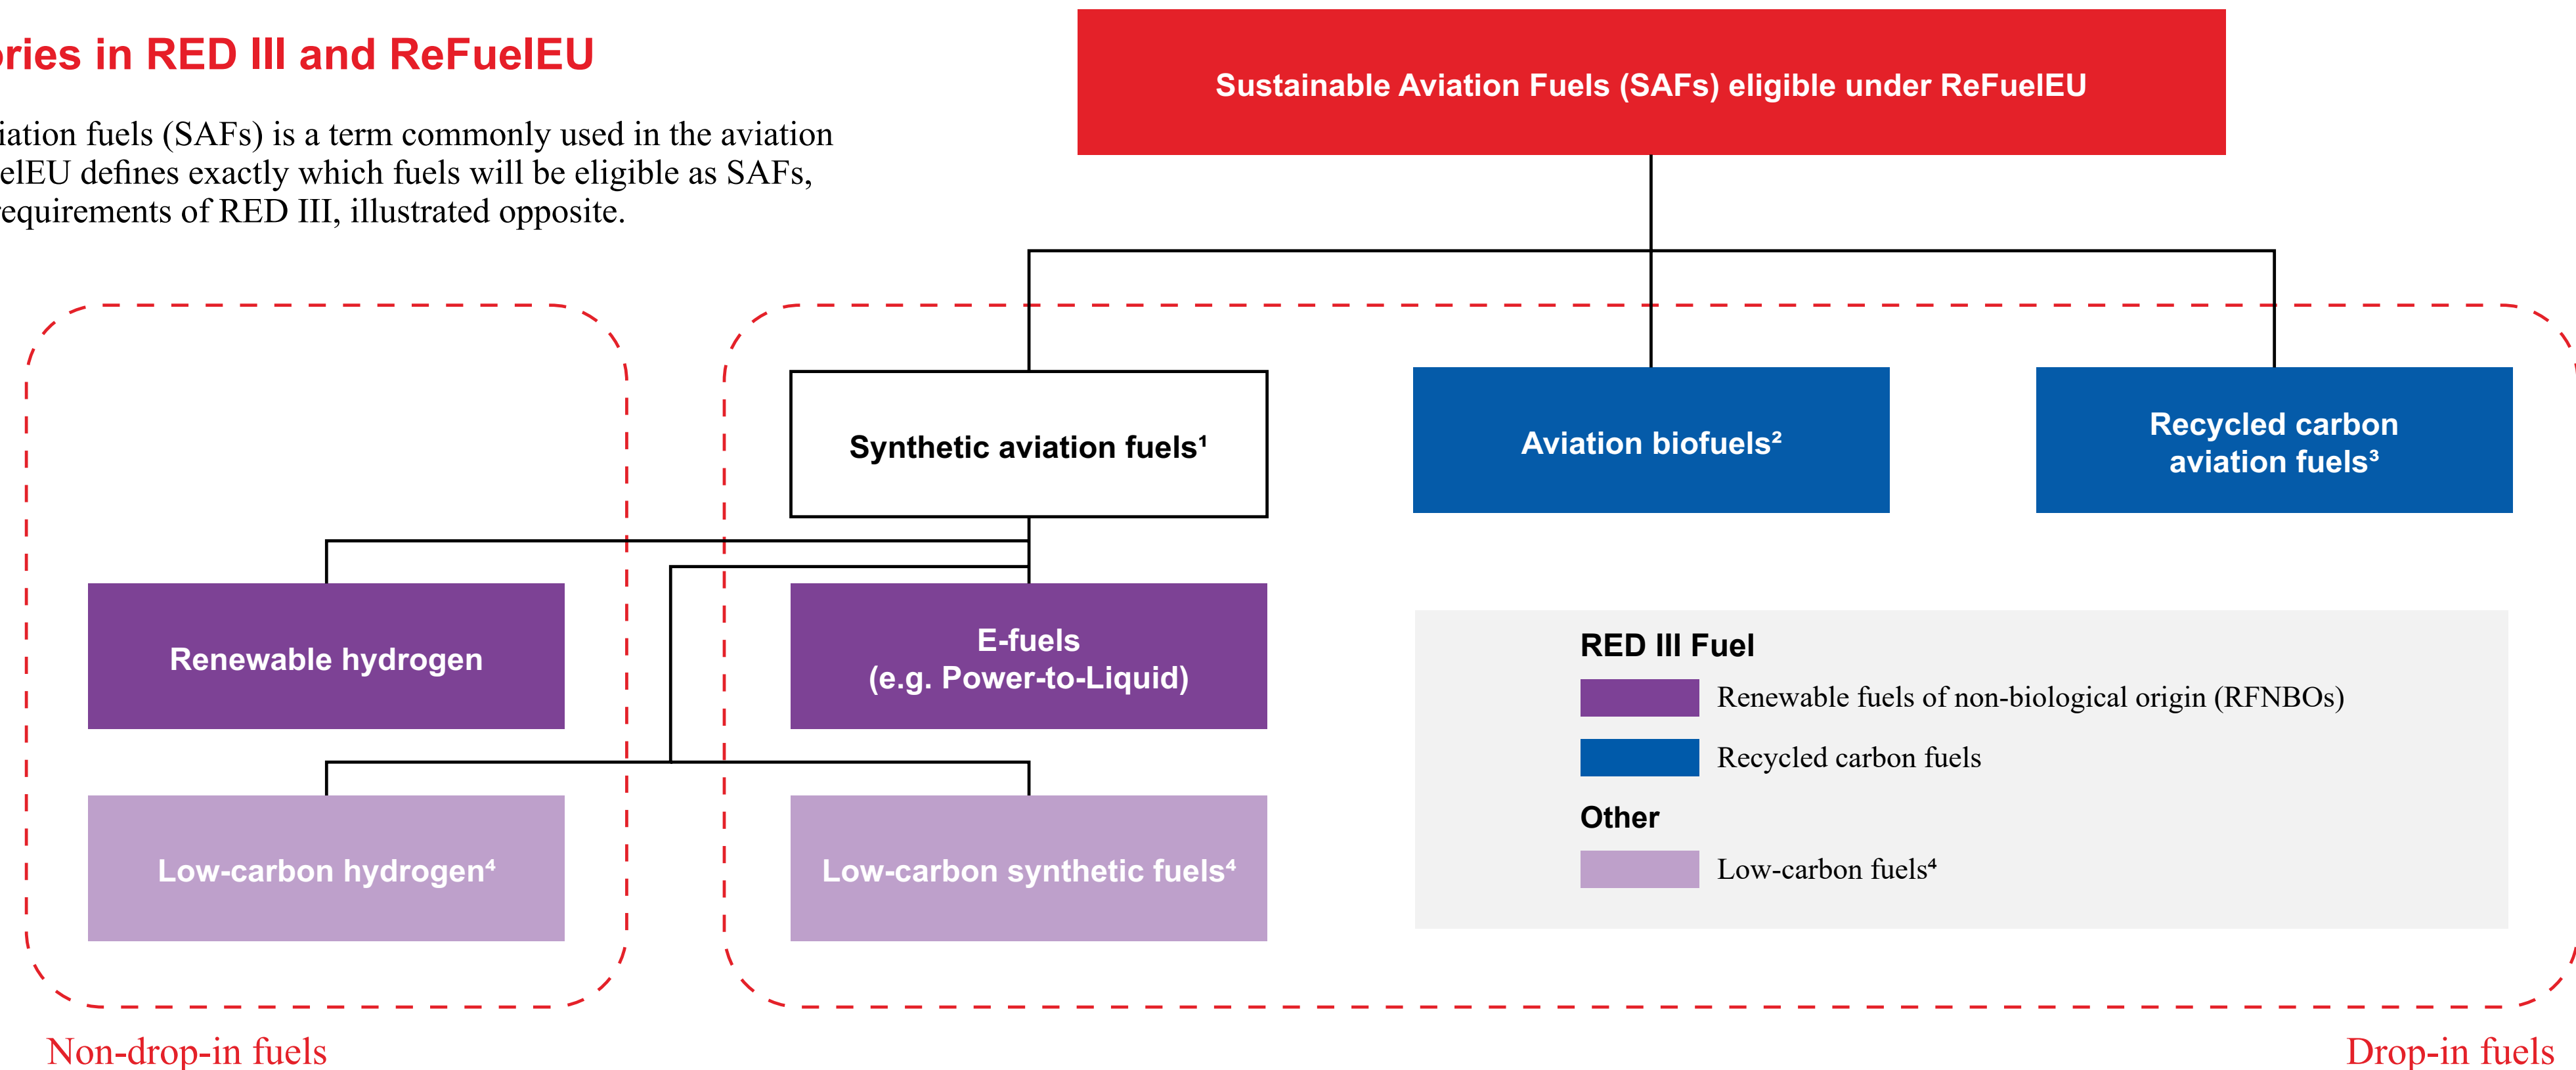 ries in RED III and ReFuelEU
iation fuels (SAFs) is a term commonly used in the aviation
elEU defines exactly which fuels will be eligible as SAFs,
requirements of RED III, illustrated opposite.
Sustainable Aviation Fuels (SAFs) eligible under ReFuelEU
Synthetic aviation fuels¹
Aviation biofuels²
Recycled carbon
aviation fuels³
Renewable hydrogen
E-fuels
(e.g. Power-to-Liquid)
Low-carbon hydrogen⁴
Low-carbon synthetic fuels⁴
RED III Fuel
Renewable fuels of non-biological origin (RFNBOs)
Recycled carbon fuels
Other
Low-carbon fuels⁴
Non-drop-in fuels
Drop-in fuels